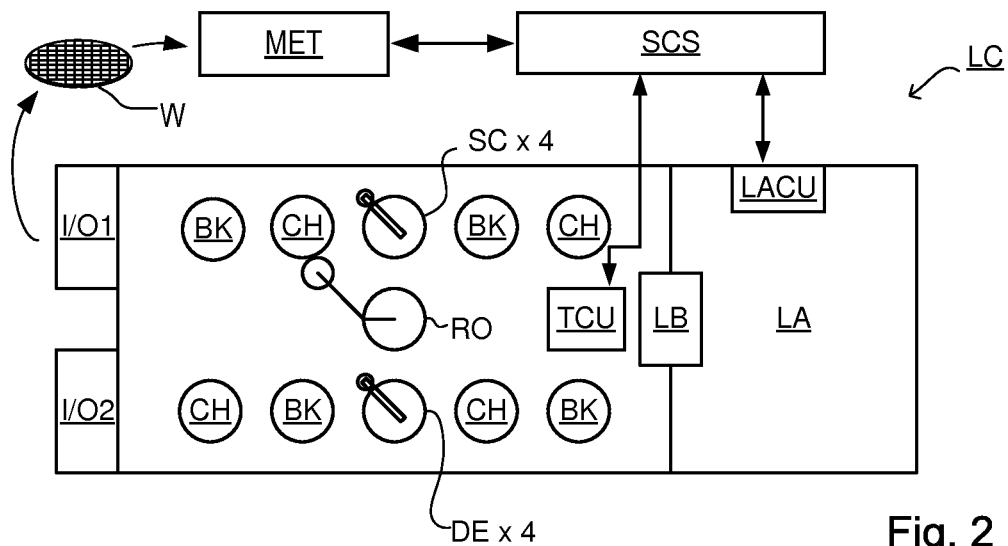 MET
SCS
LC
W
SC x 4
LACU
I/O1
BK
CH
BK
CH
TCU
LB
LA
RO
I/O2
CH
BK
CH
BK
DE x 4
Fig. 2